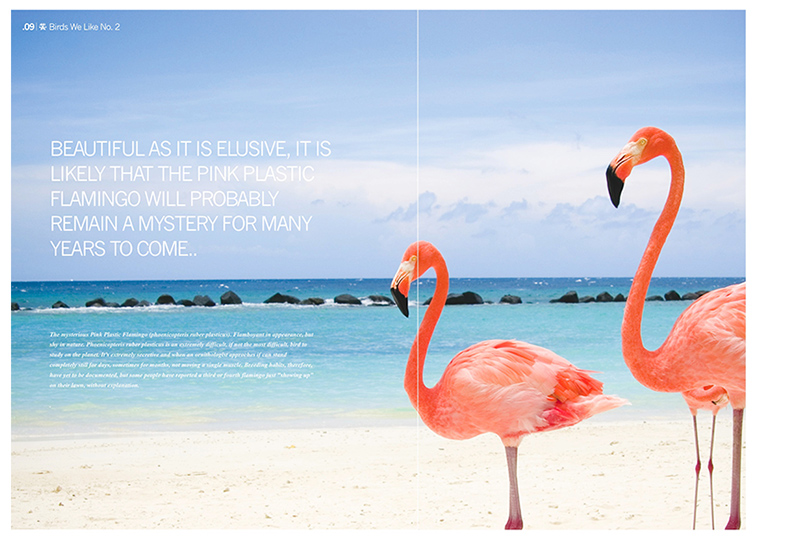 .09 Birds We Like No. 2
BEAUTIFUL AS IT IS ELUSIVE, IT IS
LIKELY THAT THE PINK PLASTIC
FLAMINGO WILL PROBABLY
REMAIN A MYSTERY FOR MANY
YEARS TO COME..
The mysterious Pink Plastic Flamingo (phoenicopteris ruber plasticus). Flamboyant in appearance, but
shy in nature. Phoenicopteris ruber plasticus is an extremely difficult, if not the most difficult, bird to
study on the planet. It's extremely secretive and when an ornithologist approaches it can stand
completely still for days, sometimes for months, not moving a single muscle. Breeding habits, therefore,
have yet to be documented, but some people have reported a third or fourth flamingo just "showing up"
on their lawn, without explanation.